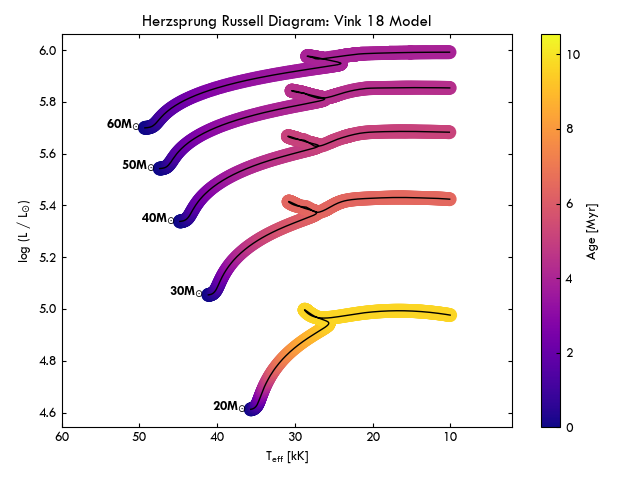 Herzsprung Russell Diagram: Vink 18 Model
log (L / L⊙)
6.0
5.8
5.6
5.4
5.2
5.0
4.8
4.6
60M⊙
50M⊙
40M⊙
30M⊙
20M⊙
60 50 40 30 20 10
T_eff [kK]
10
8
6
4
2
0
Age [Myr]